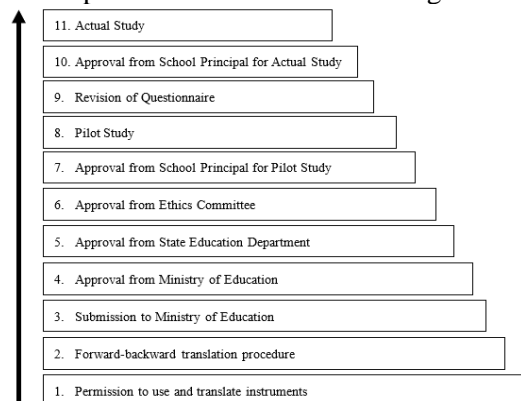 11. Actual Study
10. Approval from School Principal for Actual Study
9. Revision of Questionnaire
8. Pilot Study
7. Approval from School Principal for Pilot Study
6. Approval from Ethics Committee
5. Approval from State Education Department
4. Approval from Ministry of Education
3. Submission to Ministry of Education
2. Forward-backward translation procedure
1. Permission to use and translate instruments